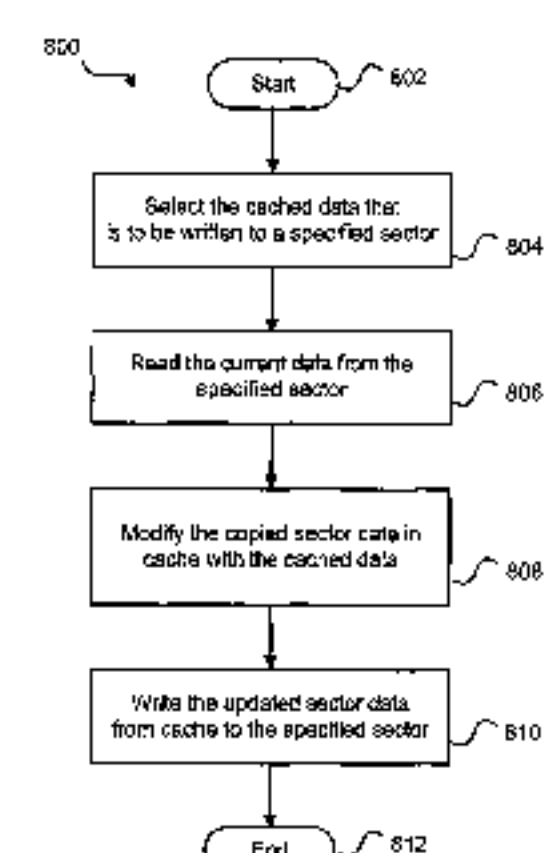 800
Start
802
Select the cached data that
is to be written to a specified sector
804
Read the current data from the
specified sector
806
Modify the copied sector data in
cache with the cached data
808
Write the updated sector data
from cache to the specified sector
810
End
812